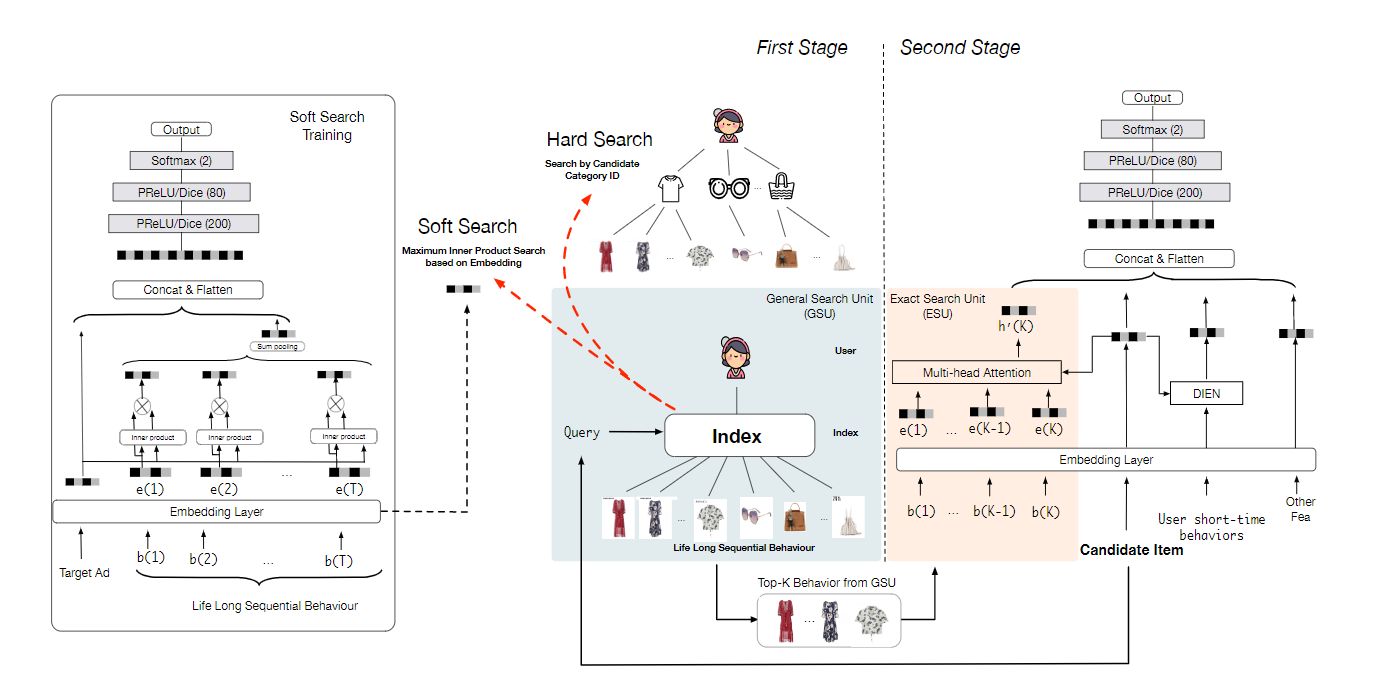 First Stage
Second Stage
Soft Search
Training
Output
Softmax (2)
PReLU/Dice (80)
PReLU/Dice (200)
Concat & Flatten
Sum pooling
Inner product
Inner product
Inner product
e(1)
e(2)
...
e(T)
Embedding Layer
Target Ad
b(1)
b(2)
...
b(T)
Life Long Sequential Behaviour
Hard Search
Search by Candidate
Category ID
Soft Search
Maximum Inner Product Search
based on Embedding
...
...
...
General Search Unit
(GSU)
User
Query
Index
Index
...
...
Life Long Sequential Behaviour
Top-K Behavior from GSU
...
Exact Search Unit
(ESU)
h'(K)
Multi-head Attention
e(1)
...
e(K-1)
e(K)
Output
Softmax (2)
PReLU/Dice (80)
PReLU/Dice (200)
Concat & Flatten
DIEN
Embedding Layer
b(1)
...
b(K-1)
b(K)
Candidate Item
User short-time
behaviors
Other
Fea